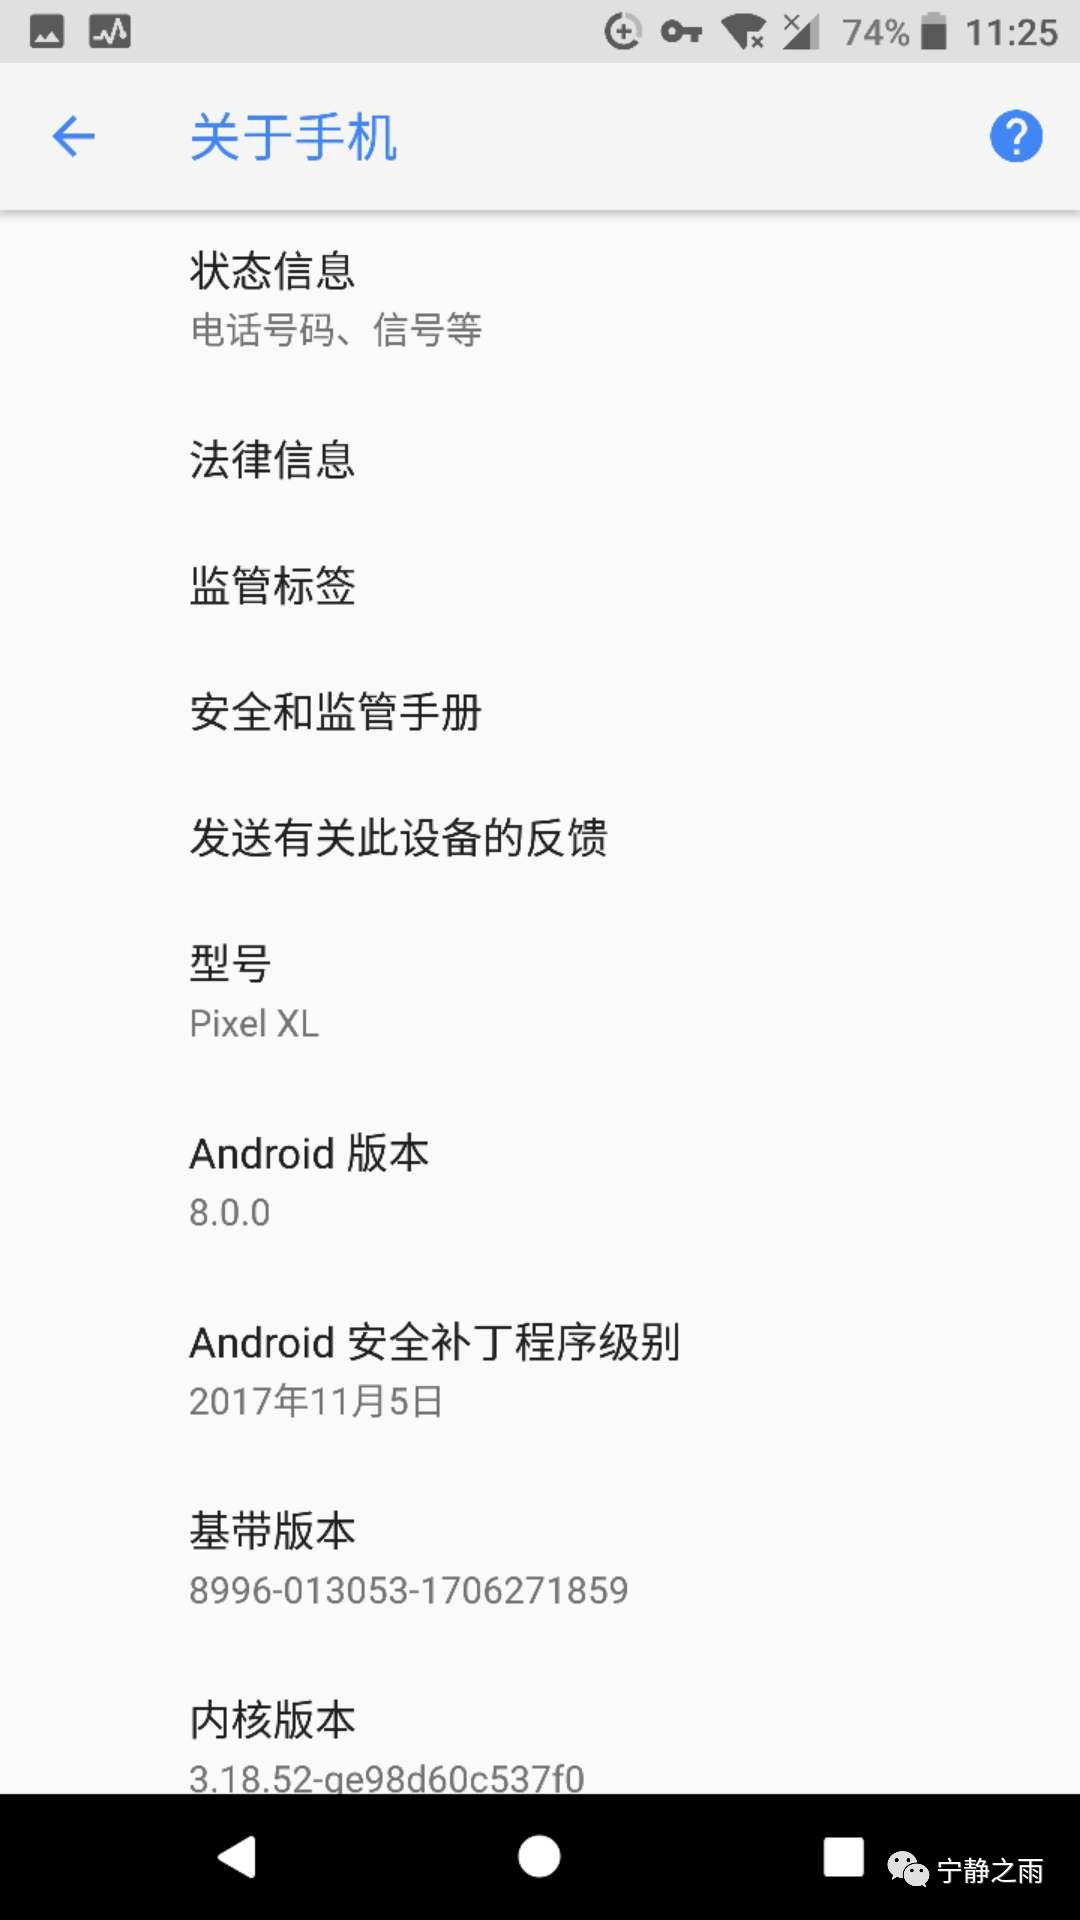 74% 11:25
关于手机
状态信息
电话号码、信号等
法律信息
监管标签
安全和监管手册
发送有关此设备的反馈
型号
Pixel XL
Android 版本
8.0.0
Android 安全补丁程序级别
2017年11月5日
基带版本
8996-013053-1706271859
内核版本
3.18.52-ge98d60c537f0
宁静之雨